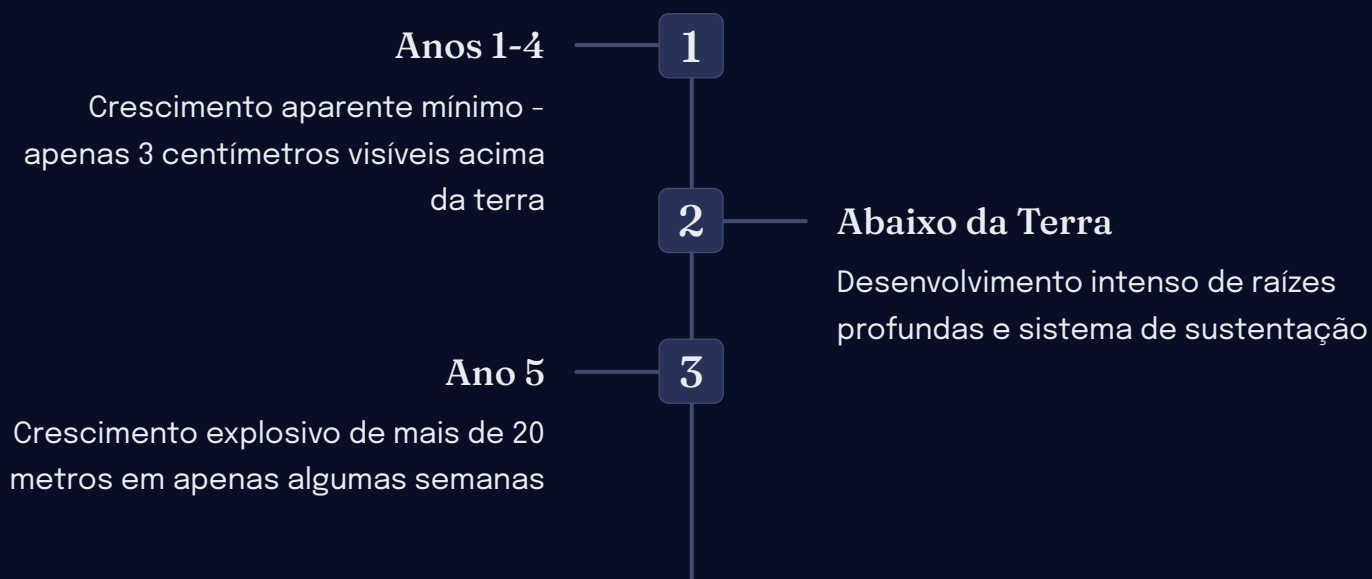 Anos 1-4
1
Crescimento aparente mínimo –
apenas 3 centímetros visíveis acima
da terra
2
Abaixo da Terra
Desenvolvimento intenso de raízes
profundas e sistema de sustentação
Ano 5
3
Crescimento explosivo de mais de 20
metros em apenas algumas semanas